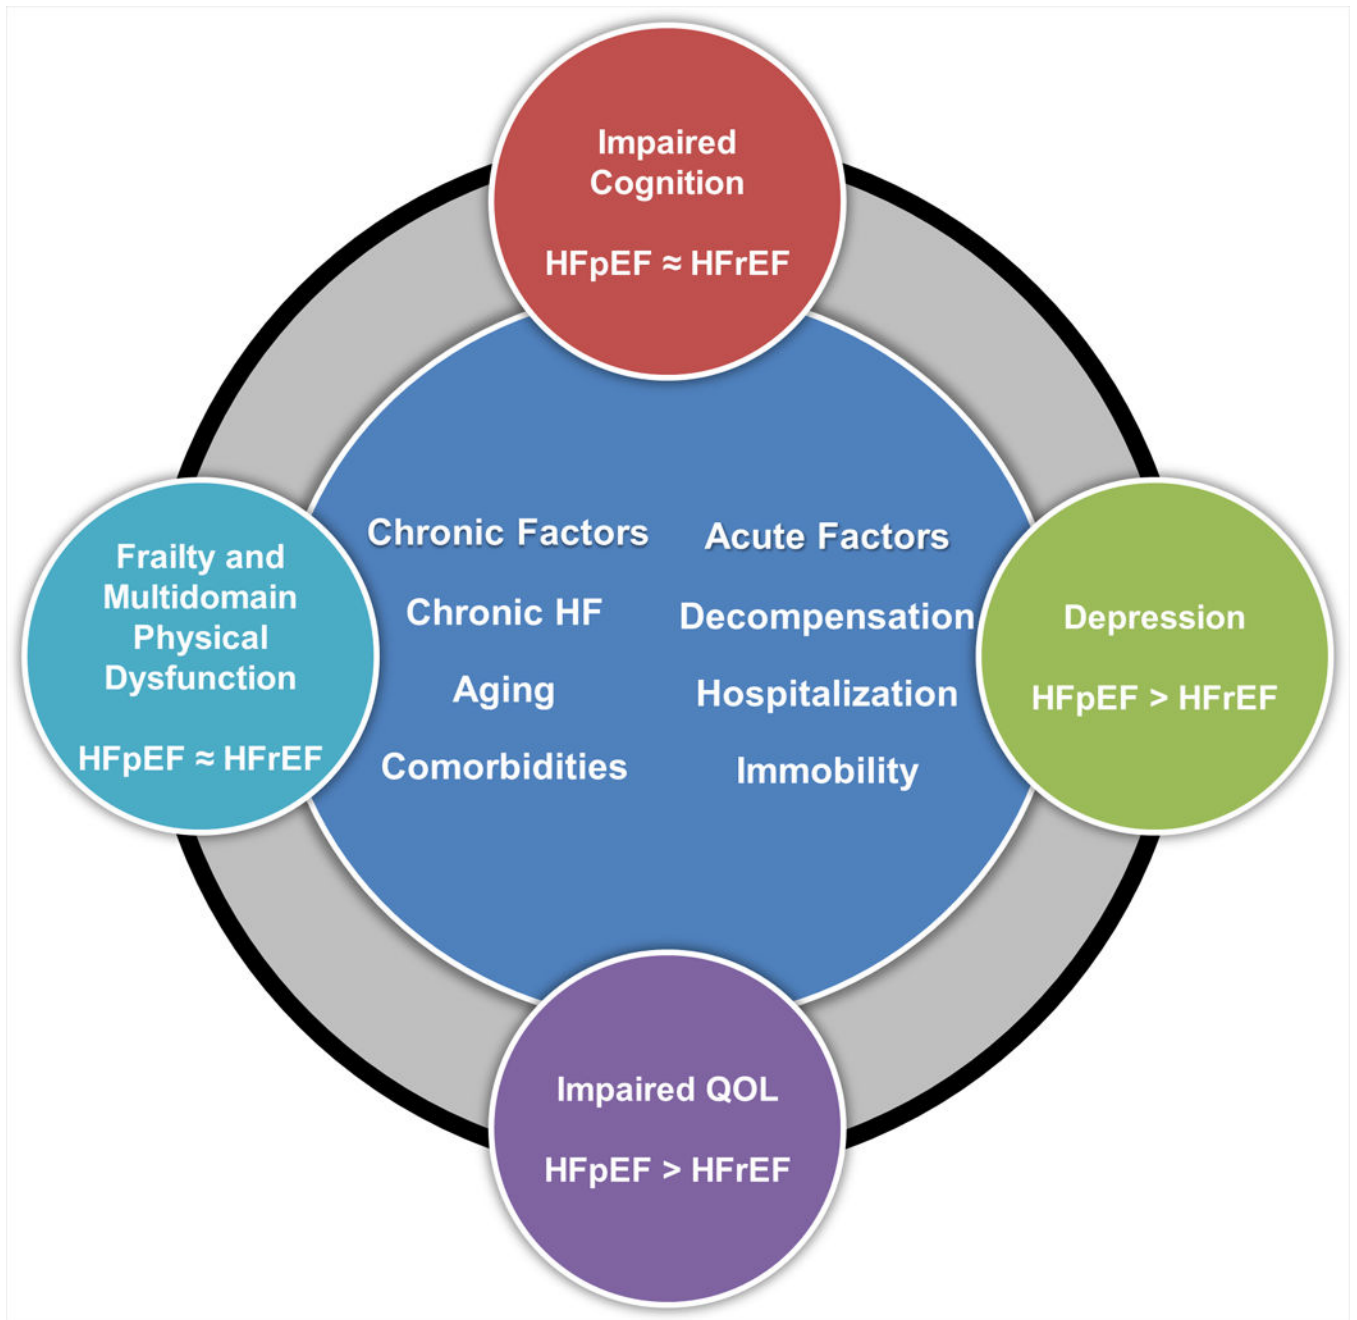 Impaired
Cognition
HFpEF ≈ HFrEF
Frailty and
Multidomain
Physical
Dysfunction
HFpEF ≈ HFrEF
Chronic Factors
Chronic HF
Aging
Comorbidities
Acute Factors
Decompensation
Hospitalization
Immobility
Depression
HFpEF > HFrEF
Impaired QOL
HFpEF > HFrEF